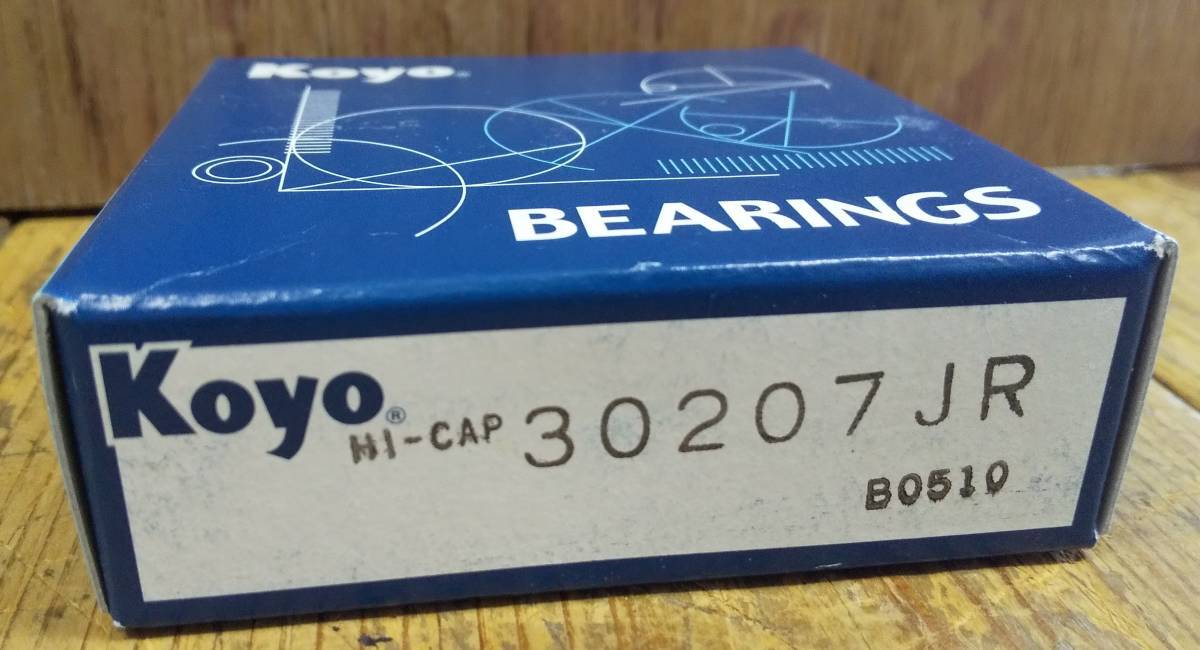 Koyo®
BEARINGS
Koyo®
HI-CAP 30207JR
B0510